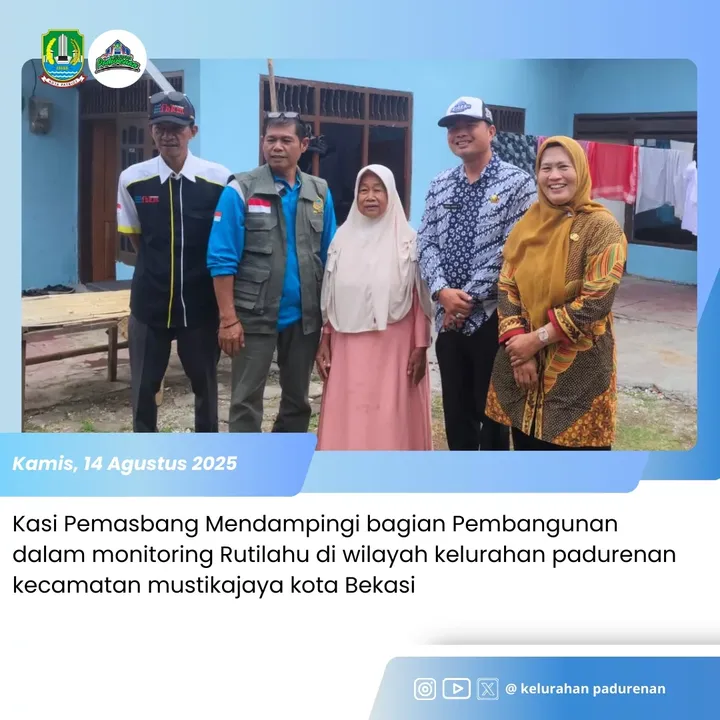 Kamis, 14 Agustus 2025
Kasi Pemasbang Mendampingi bagian Pembangunan
dalam monitoring Rutilahu di wilayah kelurahan padurenan
kecamatan mustikajaya kota Bekasi
@ kelurahan padurenan